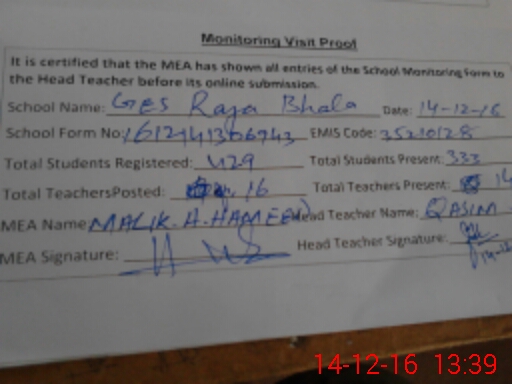 Monitoring Visit Proof
It is certified that the MEA has shown all entries of the School Monitoring Form to
the Head Teacher before its online submission.
School Name: GES Raja Bhala Date: 14-12-16
School Form No: EMIS Code: 35210128
Total Students Registered: 429 Total Students Present: 333
Total TeachersPosted: 16 Total Teachers Present: 14
MEA Name: MALIK.A.HAMEED Head Teacher Name: QASIM
MEA Signature: Head Teacher Signature:
14-12-16 13:39